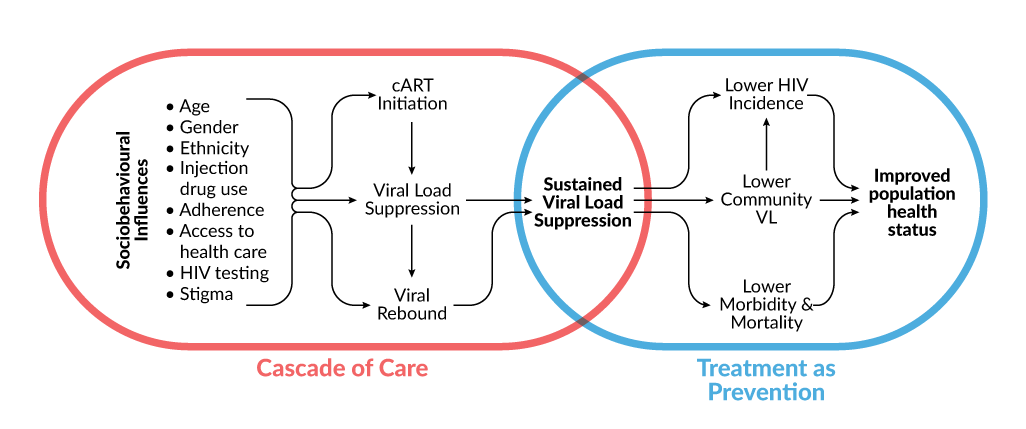 Sociobehavioural
Influences
• Age
• Gender
• Ethnicity
• Injection
drug use
• Adherence
• Access to
health care
• HIV testing
• Stigma
cART
Initiation
Viral Load
Suppression
Viral
Rebound
Sustained
Viral Load
Suppression
Lower HIV
Incidence
Lower
Community
VL
Lower
Morbidity &
Mortality
Improved
population
health
status
Cascade of Care
Treatment as
Prevention